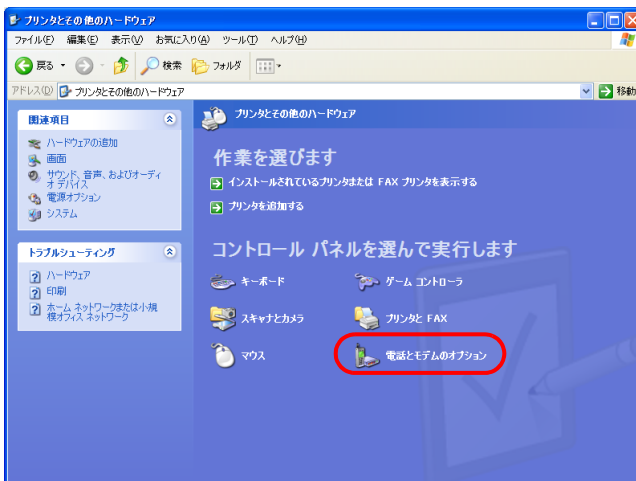 プリンタとその他のハードウェア
ファイル(F) 編集(E) 表示(V) お気に入り(A) ツール(T) ヘルプ(H)
戻る 検索 フォルダ
アドレス(D) プリンタとその他のハードウェア 移動
関連項目
ハードウェアの追加
画面
サウンド、音声、およびオーディ
オ デバイス
電源オプション
システム
トラブルシューティング
ハードウェア
印刷
ホーム ネットワークまたは小規
模オフィス ネットワーク
プリンタとその他のハードウェア
作業を選びます
インストールされているプリンタまたは FAX プリンタを表示する
プリンタを追加する
コントロール パネルを選んで実行します
キーボード ゲーム コントローラ
スキャナとカメラ プリンタと FAX
マウス 電話とモデムのオプション